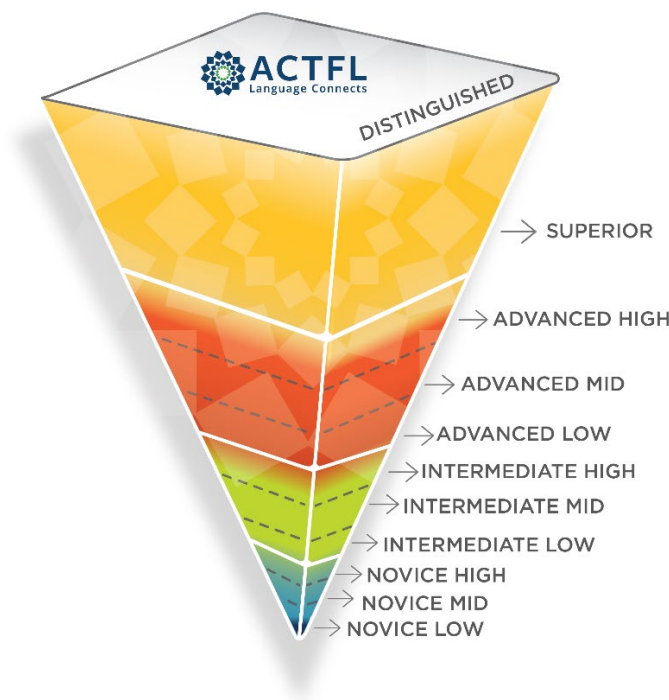 ACTFL
Language Connects
DISTINGUISHED
SUPERIOR
ADVANCED HIGH
ADVANCED MID
ADVANCED LOW
INTERMEDIATE HIGH
INTERMEDIATE MID
INTERMEDIATE LOW
NOVICE HIGH
NOVICE MID
NOVICE LOW